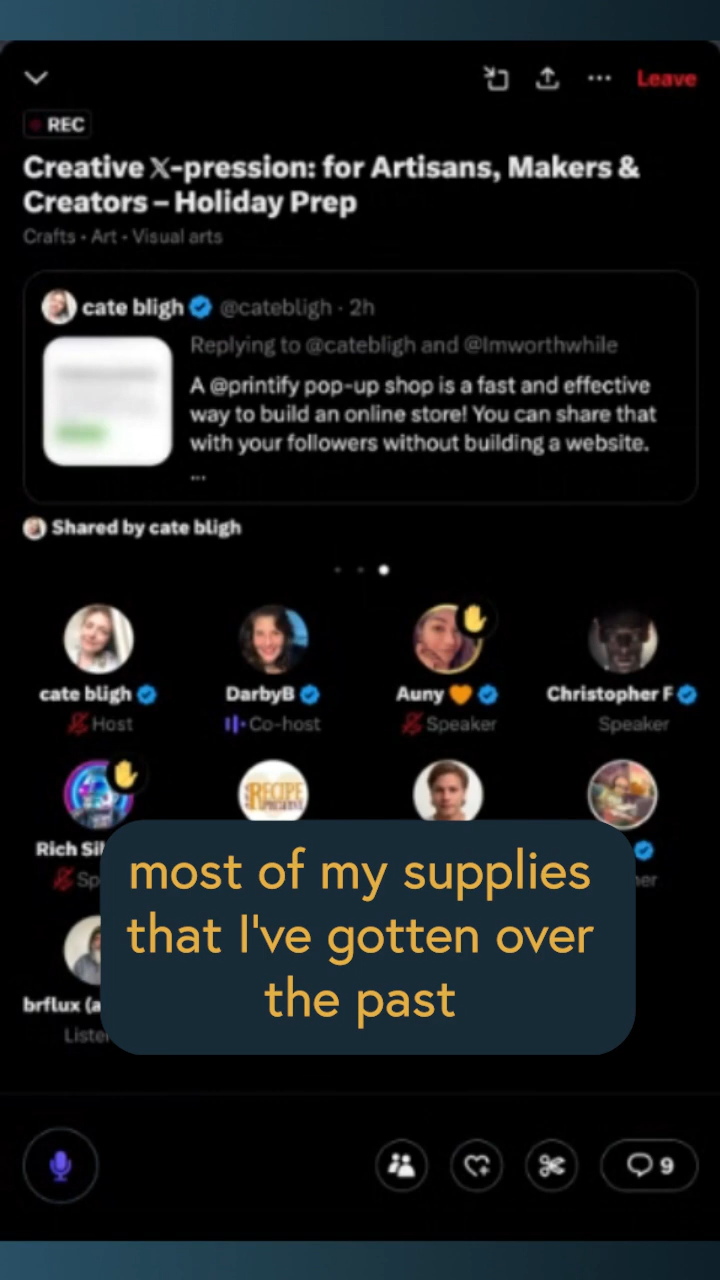 Leave
REC
Creative X-pression: for Artisans, Makers &
Creators – Holiday Prep
Crafts • Art • Visual arts
cate bligh @catebligh · 2h
Replying to @catebligh and @Imworthwhile
A @printify pop-up shop is a fast and effective
way to build an online store! You can share that
with your followers without building a website.
...
Shared by cate bligh
cate bligh DarbyB Auny 🧡 Christopher F
Host Co-host Speaker Speaker
RECIPE
Rich
most of my supplies
that I've gotten over
the past
brflux
9